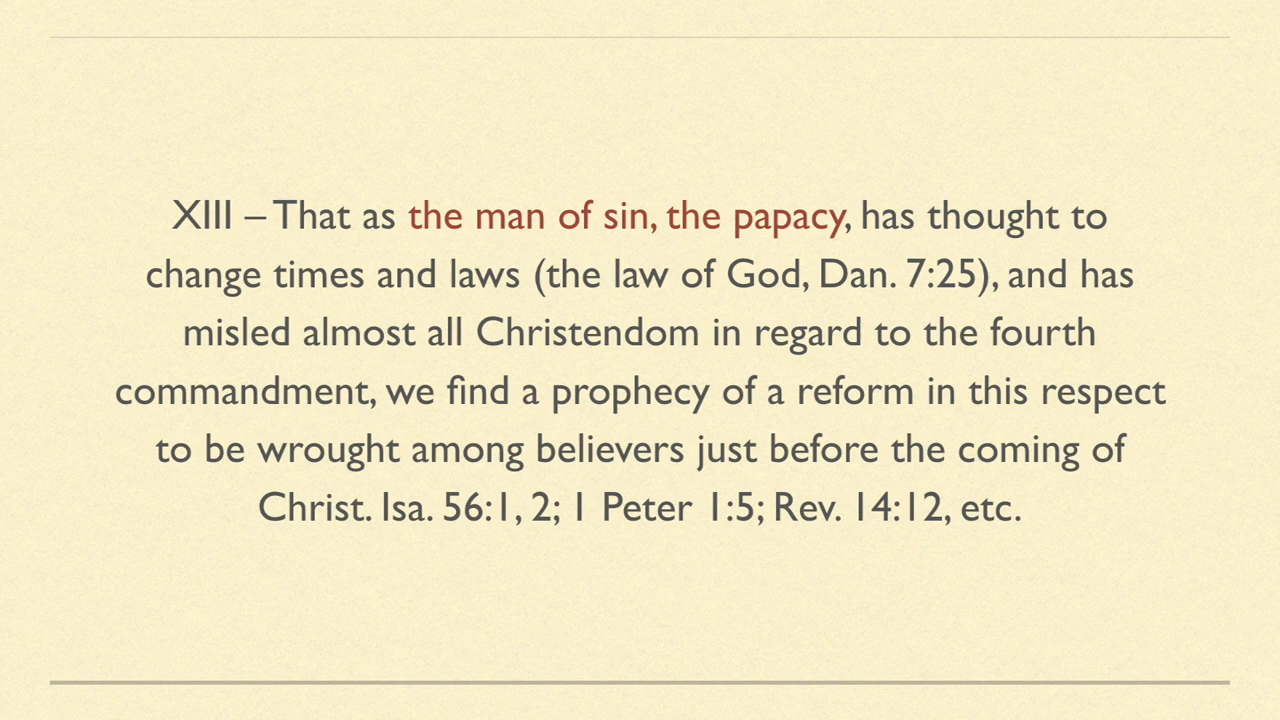 XIII – That as the man of sin, the papacy, has thought to
change times and laws (the law of God, Dan. 7:25), and has
misled almost all Christendom in regard to the fourth
commandment, we find a prophecy of a reform in this respect
to be wrought among believers just before the coming of
Christ. Isa. 56:1, 2; 1 Peter 1:5; Rev. 14:12, etc.